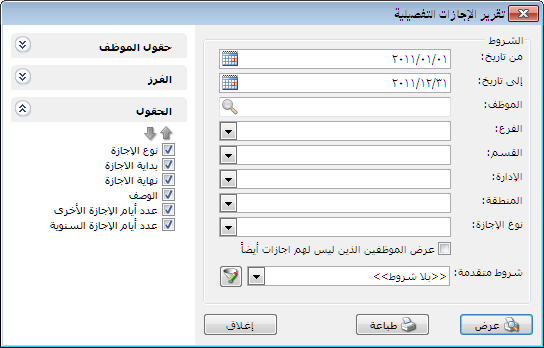 تقرير الإجازات التفصيلية
الشروط
من تاريخ: ٢٠١١/٠١/٠١
إلى تاريخ: ٢٠١١/١٢/٣١
الموظف:
الفرع:
القسم:
الإدارة:
المنطقة:
نوع الإجازة:
عرض الموظفين الذين ليس لهم اجازات أيضاً
شروط متقدمة: <<بلا شروط>>
عرض
طباعة
إغلاق
حقول الموظف
الفرز
الحقول
نوع الإجازة
بداية الاجازة
نهاية الاجازة
الوصف
عدد أيام الإجازة الأخرى
عدد أيام الإجازة السنوية